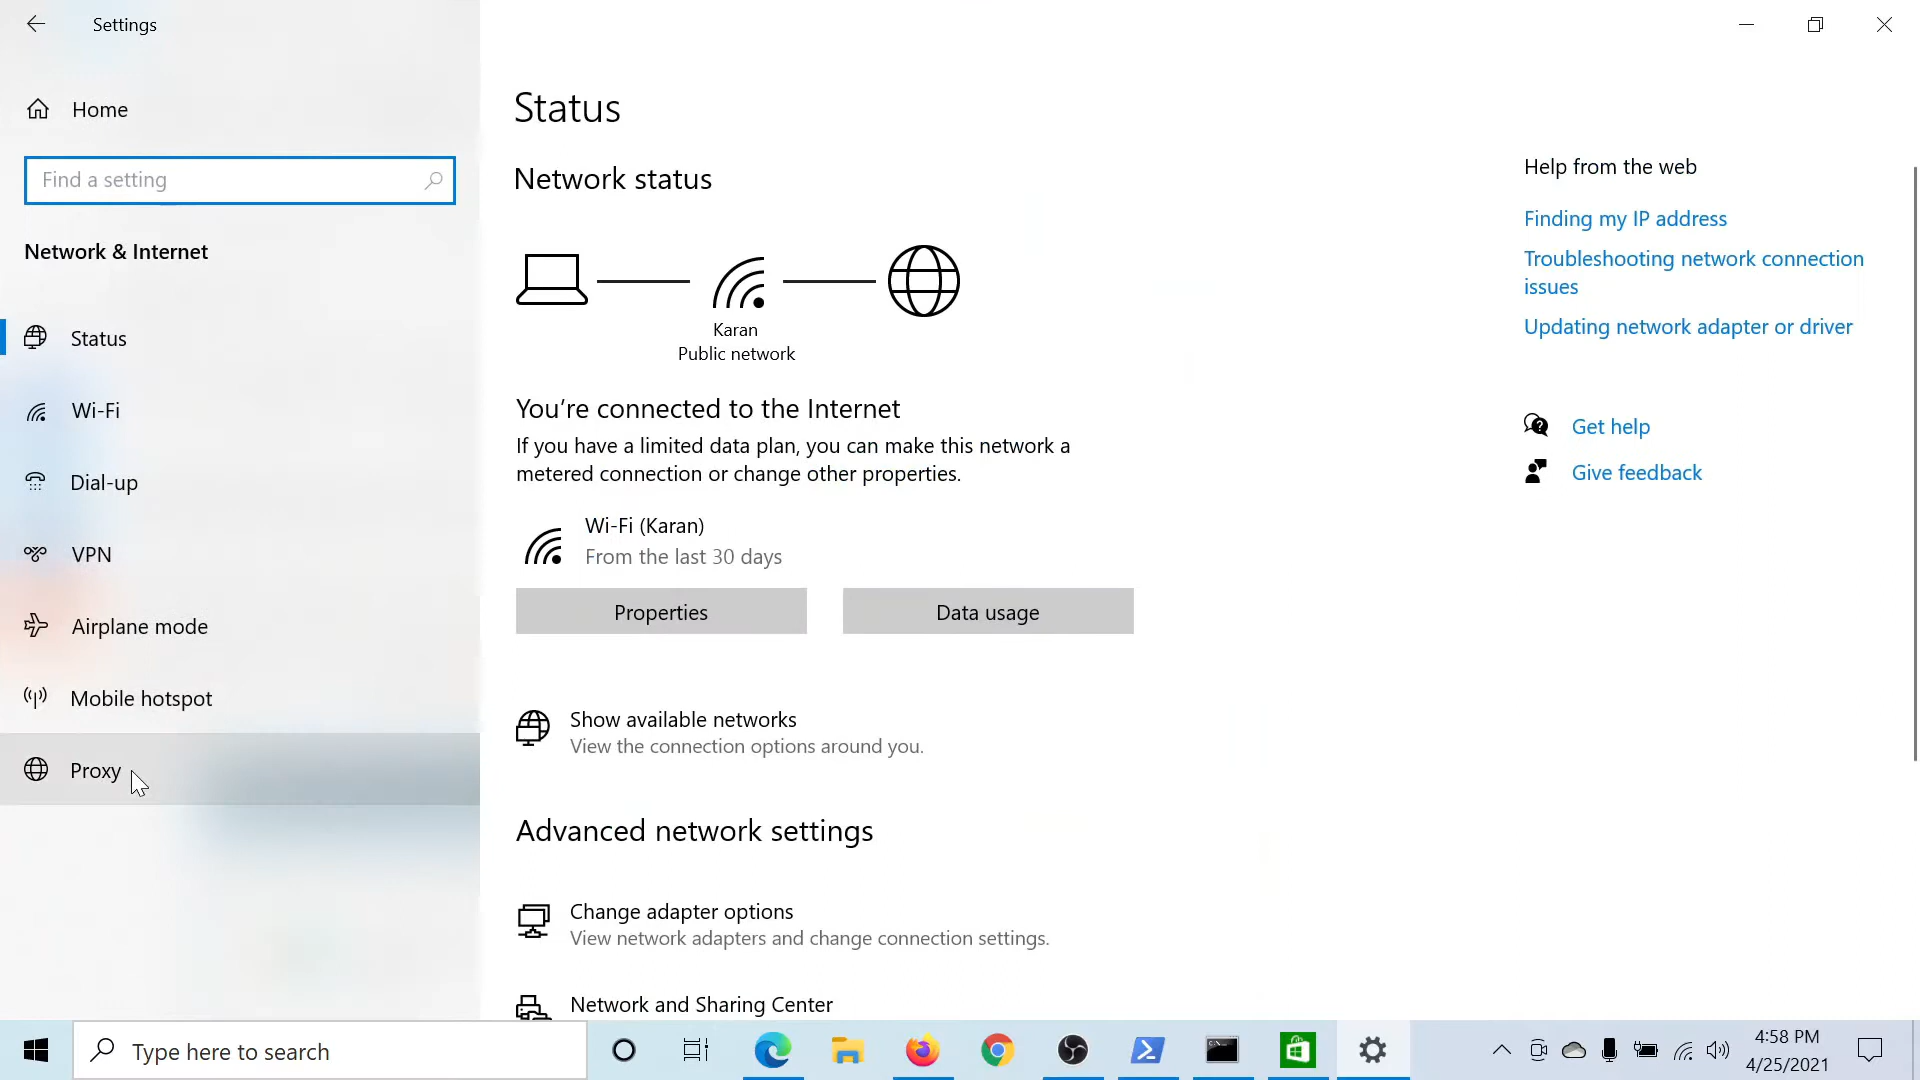 Settings
Home
Find a setting
Network & Internet
Status
Wi-Fi
Dial-up
VPN
Airplane mode
Mobile hotspot
Proxy
Status
Network status
Karan
Public network
You're connected to the Internet
If you have a limited data plan, you can make this network a
metered connection or change other properties.
Wi-Fi (Karan)
From the last 30 days
Properties
Data usage
Show available networks
View the connection options around you.
Advanced network settings
Change adapter options
View network adapters and change connection settings.
Network and Sharing Center
Help from the web
Finding my IP address
Troubleshooting network connection
issues
Updating network adapter or driver
Get help
Give feedback
Type here to search
4:58 PM
4/25/2021